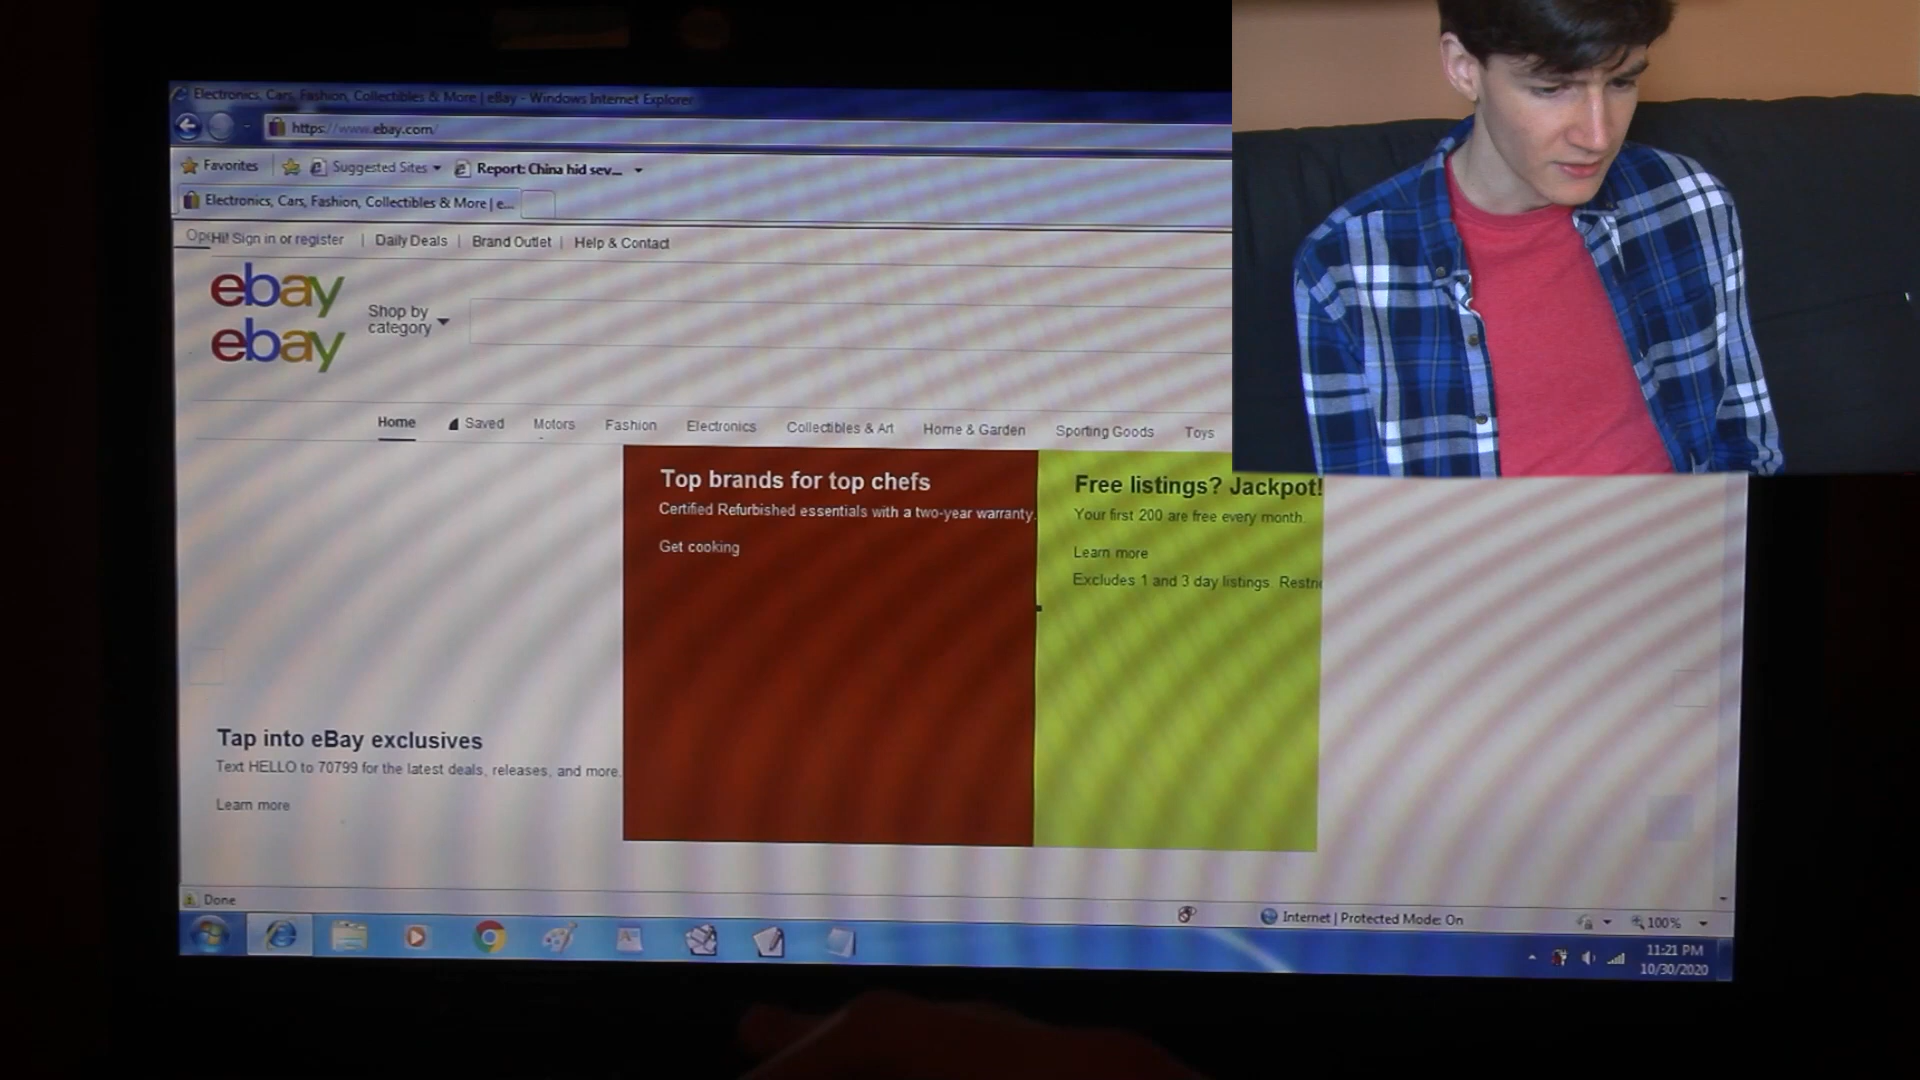 Electronics, Cars, Fashion, Collectibles & More | eBay - Windows Internet Explorer
https://www.ebay.com/
Favorites
Suggested Sites
Report: China hid sev...
Electronics, Cars, Fashion, Collectibles & More | e...
Hi! Sign in or register | Daily Deals | Brand Outlet | Help & Contact
ebay
Shop by
category
ebay
Home
Saved
Motors
Fashion
Electronics
Collectibles & Art
Home & Garden
Sporting Goods
Toys
Top brands for top chefs
Certified Refurbished essentials with a two-year warranty.
Get cooking
Free listings? Jackpot!
Your first 200 are free every month.
Learn more
Excludes 1 and 3 day listings.
Tap into eBay exclusives
Text HELLO to 70799 for the latest deals, releases, and more.
Learn more
Done
Internet | Protected Mode: On
100%
11:21 PM
10/30/2020